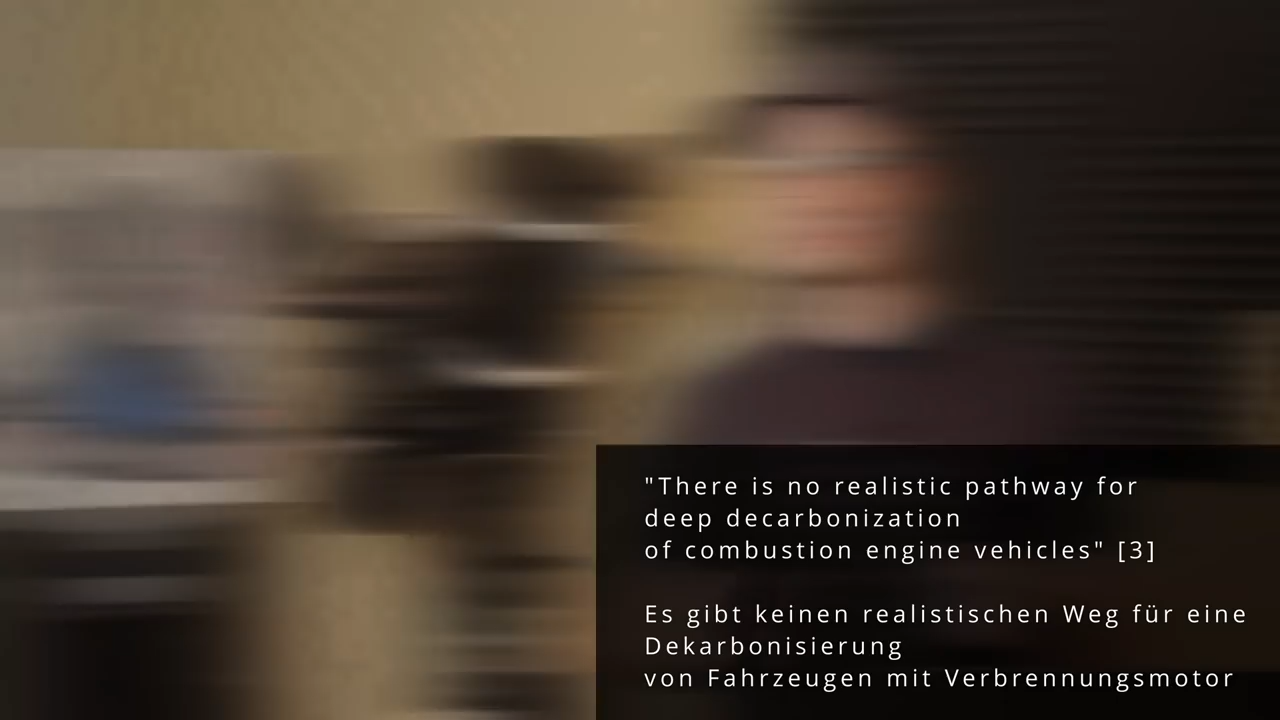 "There is no realistic pathway for
deep decarbonization
of combustion engine vehicles" [3]
Es gibt keinen realistischen Weg für eine
Dekarbonisierung
von Fahrzeugen mit Verbrennungsmotor